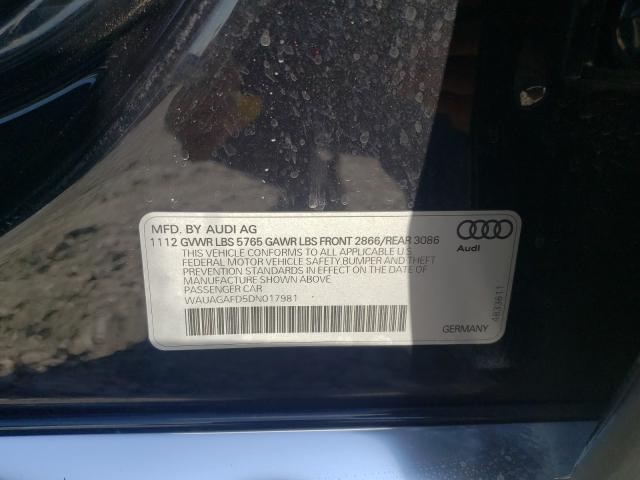 MFD. BY AUDI AG
1112 GVWR LBS 5765 GAWR LBS FRONT 2866/REAR 3086
THIS VEHICLE CONFORMS TO ALL APPLICABLE U.S.
FEDERAL MOTOR VEHICLE SAFETY BUMPER AND THEFT
PREVENTION STANDARDS IN EFFECT ON THE DATE OF
MANUFACTURE SHOWN ABOVE
PASSENGER CAR
WAUAGAFD5DN017981
Audi
4833611
GERMANY